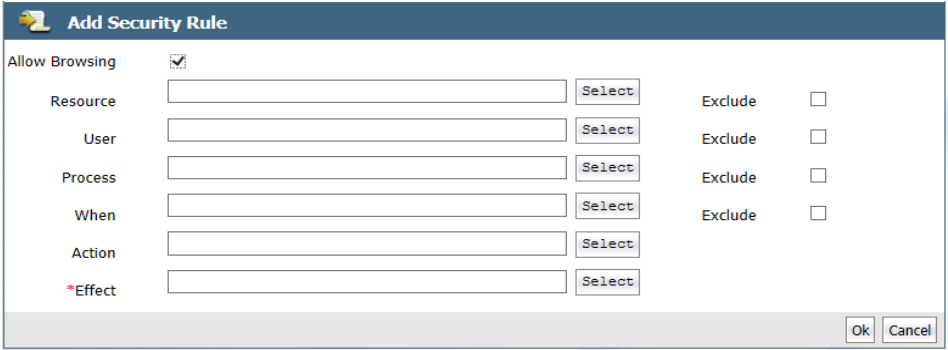 Add Security Rule
Allow Browsing
Resource Select Exclude
User Select Exclude
Process Select Exclude
When Select Exclude
Action Select
*Effect Select
Ok Cancel